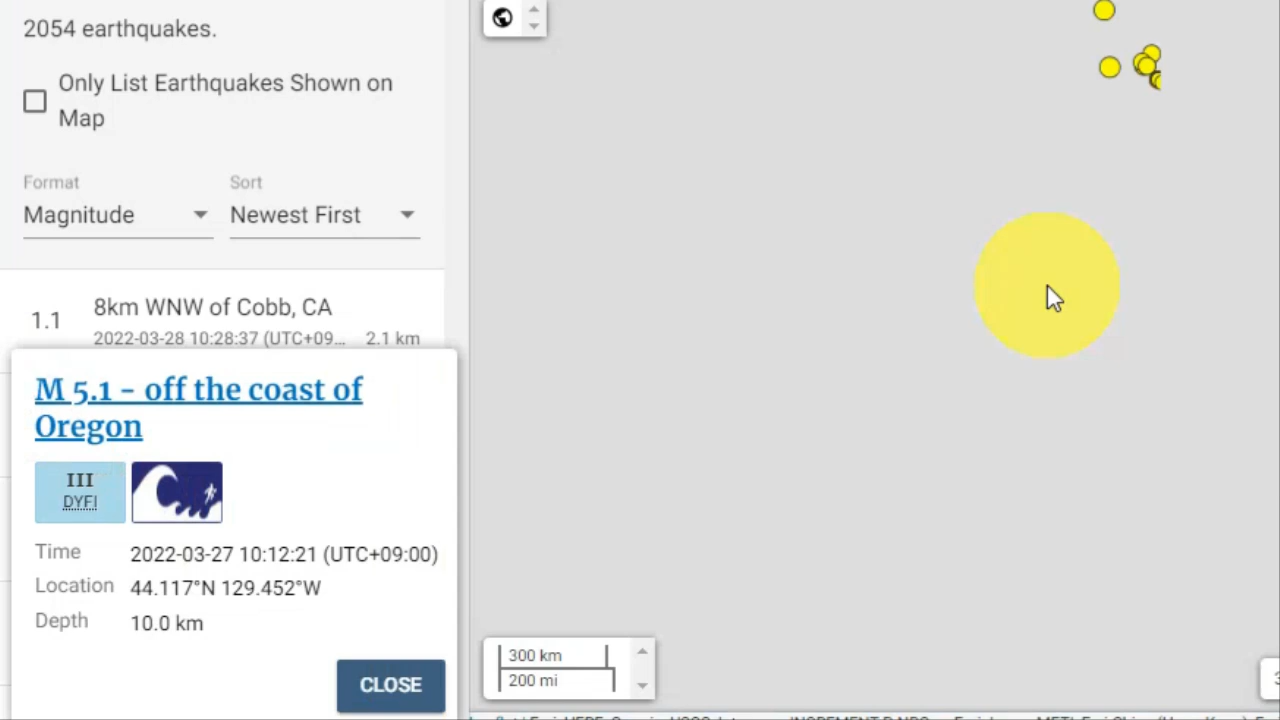 2054 earthquakes.
Only List Earthquakes Shown on
Map
Format
Sort
Magnitude
Newest First
1.1
8km WNW of Cobb, CA
2022-03-28 10:28:37 (UTC+09... 2.1 km
M 5.1 - off the coast of
Oregon
III
DYFI
Time 2022-03-27 10:12:21 (UTC+09:00)
Location 44.117°N 129.452°W
Depth 10.0 km
CLOSE
300 km
200 mi